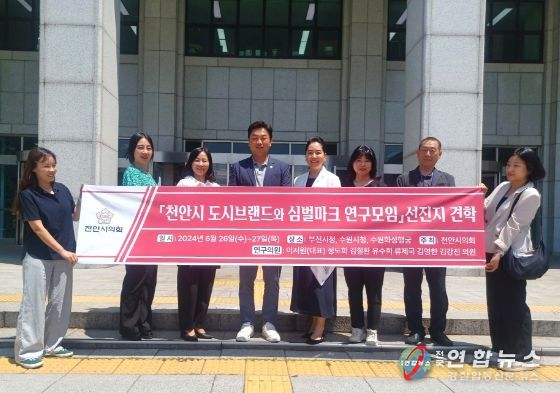 「천안시 도시브랜드와 심벌마크 연구모임」선진지 견학
천안시의회
일시 : 2024년 6월 26일(수)~27일(목) 장소 : 부천시청, 수원시청, 수원화성행궁 주최 : 천안시의회
연구의원 : 이지원(대표) 정도희 김철환 유수희 류제국 김영한 김강진 의원
연합뉴스